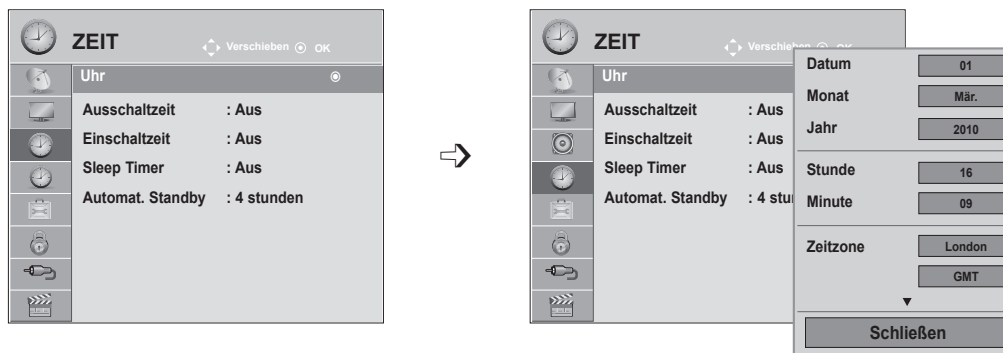 ZEIT
Verschieben OK
Uhr
Ausschaltzeit : Aus
Einschaltzeit : Aus
Sleep Timer : Aus
Automat. Standby : 4 stunden
ZEIT
Uhr
Ausschaltzeit : Aus
Einschaltzeit : Aus
Sleep Timer : Aus
Automat. Standby : 4 stu
Datum 01
Monat Mär.
Jahr 2010
Stunde 16
Minute 09
Zeitzone London
GMT
Schließen